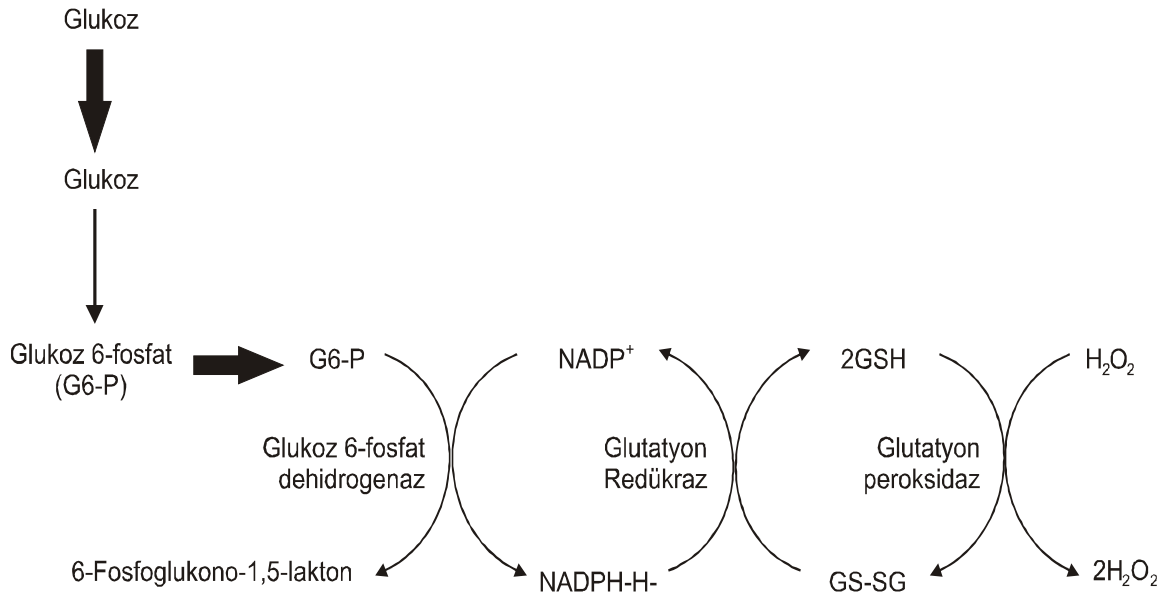 Glukoz
Glukoz
Glukoz 6-fosfat
(G6-P)
G6-P
NADP⁺
2GSH
H₂O₂
Glukoz 6-fosfat
dehidrogenaz
Glutatyon
Redükraz
Glutatyon
peroksidaz
6-Fosfoglukono-1,5-lakton
NADPH-H-
GS-SG
2H₂O₂